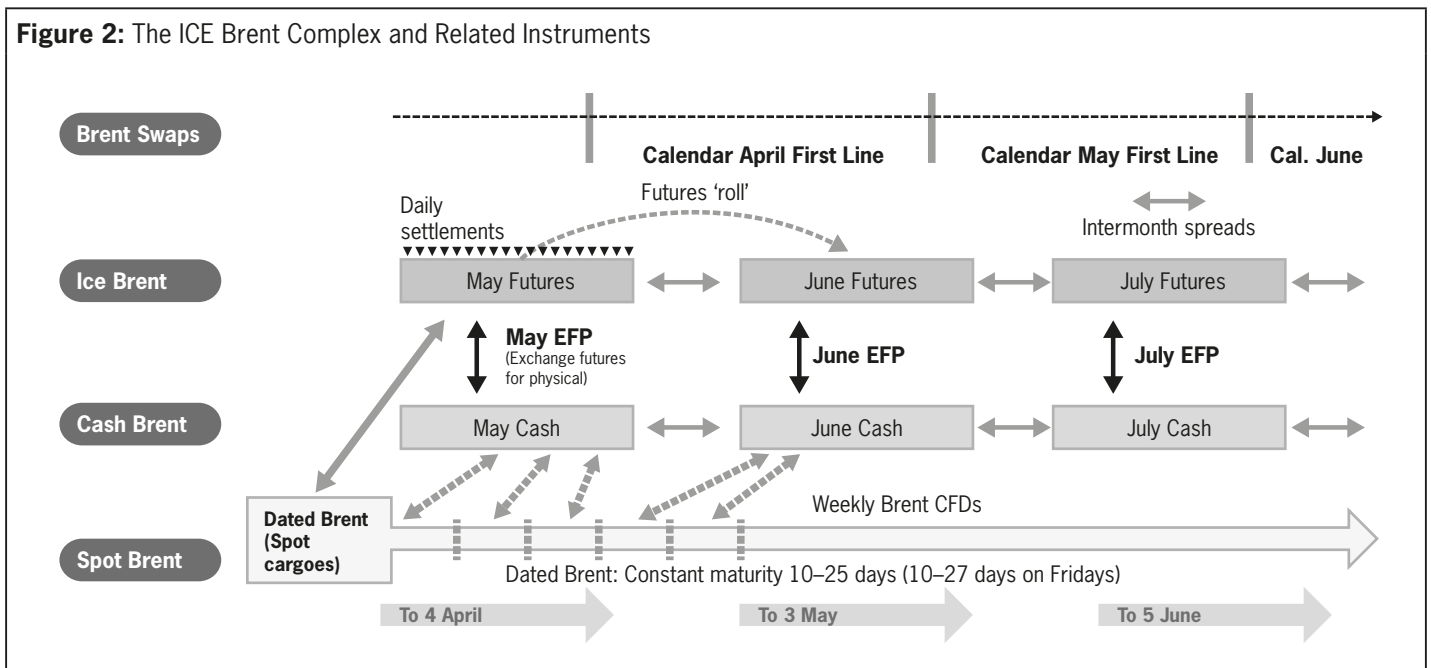 Figure 2: The ICE Brent Complex and Related Instruments
Brent Swaps
Calendar April First Line
Calendar May First Line
Cal. June
Futures ‘roll’
Daily
settlements
Intermonth spreads
Ice Brent
May Futures
June Futures
July Futures
May EFP
(Exchange futures
for physical)
June EFP
July EFP
Cash Brent
May Cash
June Cash
July Cash
Weekly Brent CFDs
Dated Brent
(Spot
cargoes)
Spot Brent
Dated Brent: Constant maturity 10–25 days (10–27 days on Fridays)
To 4 April
To 3 May
To 5 June